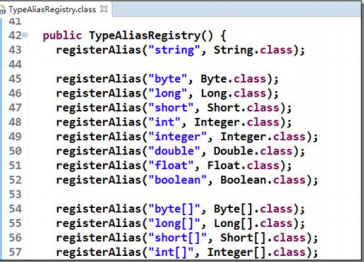 TypeAliasRegistry.class
41
42 public TypeAliasRegistry() {
43 registerAlias("string", String.class);
44
45 registerAlias("byte", Byte.class);
46 registerAlias("long", Long.class);
47 registerAlias("short", Short.class);
48 registerAlias("int", Integer.class);
49 registerAlias("integer", Integer.class);
50 registerAlias("double", Double.class);
51 registerAlias("float", Float.class);
52 registerAlias("boolean", Boolean.class);
53
54 registerAlias("byte[]", Byte[].class);
55 registerAlias("long[]", Long[].class);
56 registerAlias("short[]", Short[].class);
57 registerAlias("int[]", Integer[].class);